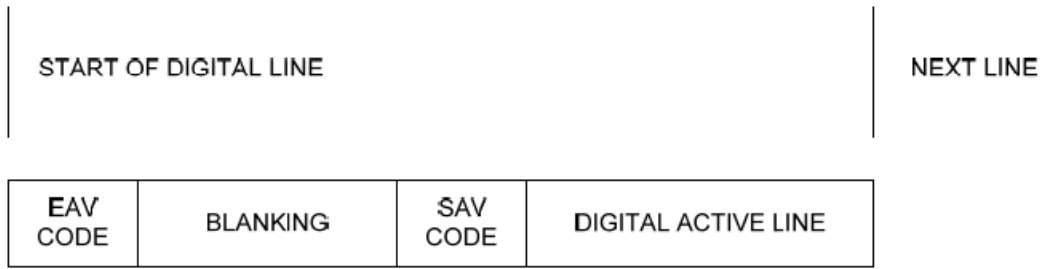 START OF DIGITAL LINE
NEXT LINE
EAV
CODE
BLANKING
SAV
CODE
DIGITAL ACTIVE LINE